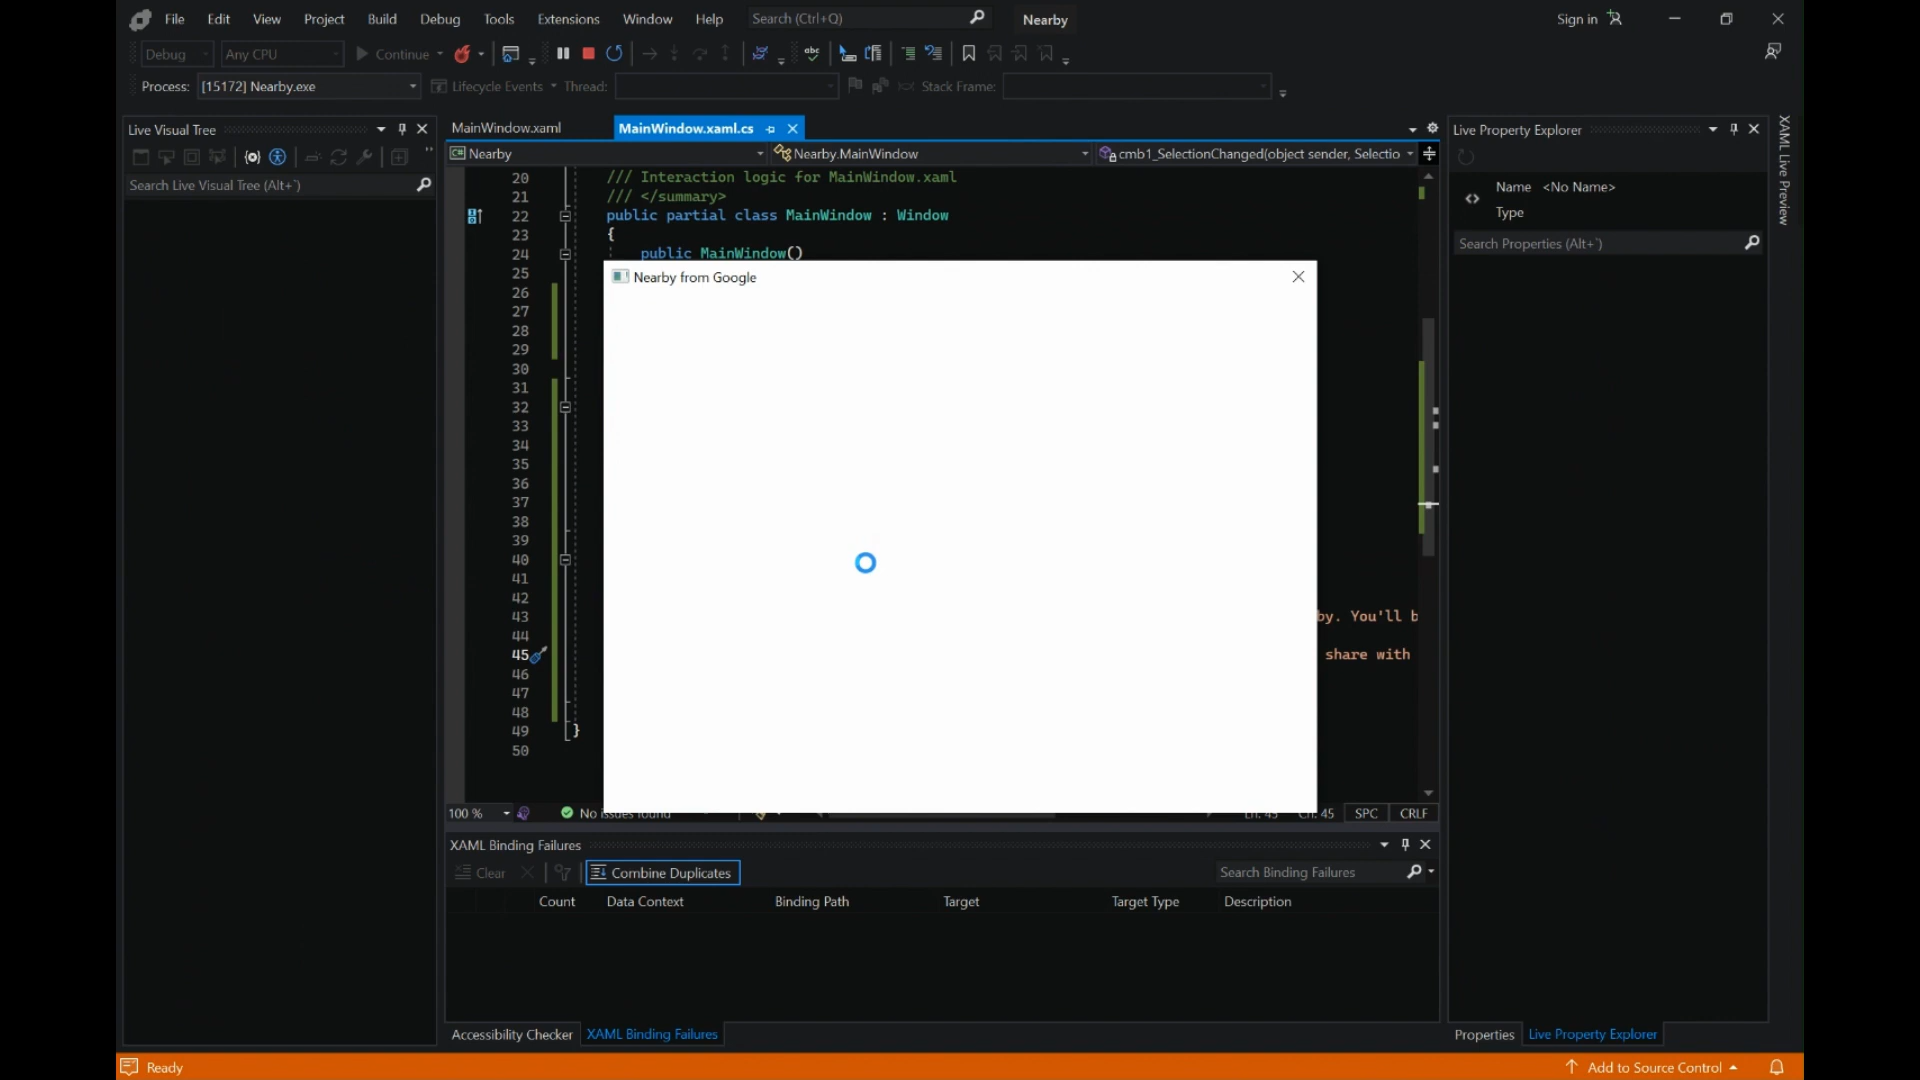 File Edit View Project Build Debug Tools Extensions Window Help Search (Ctrl+Q) Nearby Sign in
Debug Any CPU Continue
Process: [15172] Nearby.exe Lifecycle Events Thread: Stack Frame:
Live Visual Tree
Search Live Visual Tree (Alt+`)
MainWindow.xaml MainWindow.xaml.cs
Nearby Nearby.MainWindow cmb1_SelectionChanged(object sender, Selectio
20 /// Interaction logic for MainWindow.xaml
21 /// </summary>
22 public partial class MainWindow : Window
23 {
24 public MainWindow()
25
26
27
28
29
30
31
32
33
34
35
36
37
38
39
40
41
42
43 by. You'll b
44
45 share with
46
47
48
49 }
50
Nearby from Google
100 % No issues found Ln: 45 Ch: 45 SPC CRLF
XAML Binding Failures
Clear Combine Duplicates Search Binding Failures
Count Data Context Binding Path Target Target Type Description
Accessibility Checker XAML Binding Failures
Live Property Explorer
Name <No Name>
Type
Search Properties (Alt+`)
Properties Live Property Explorer
XAML Live Preview
Ready Add to Source Control